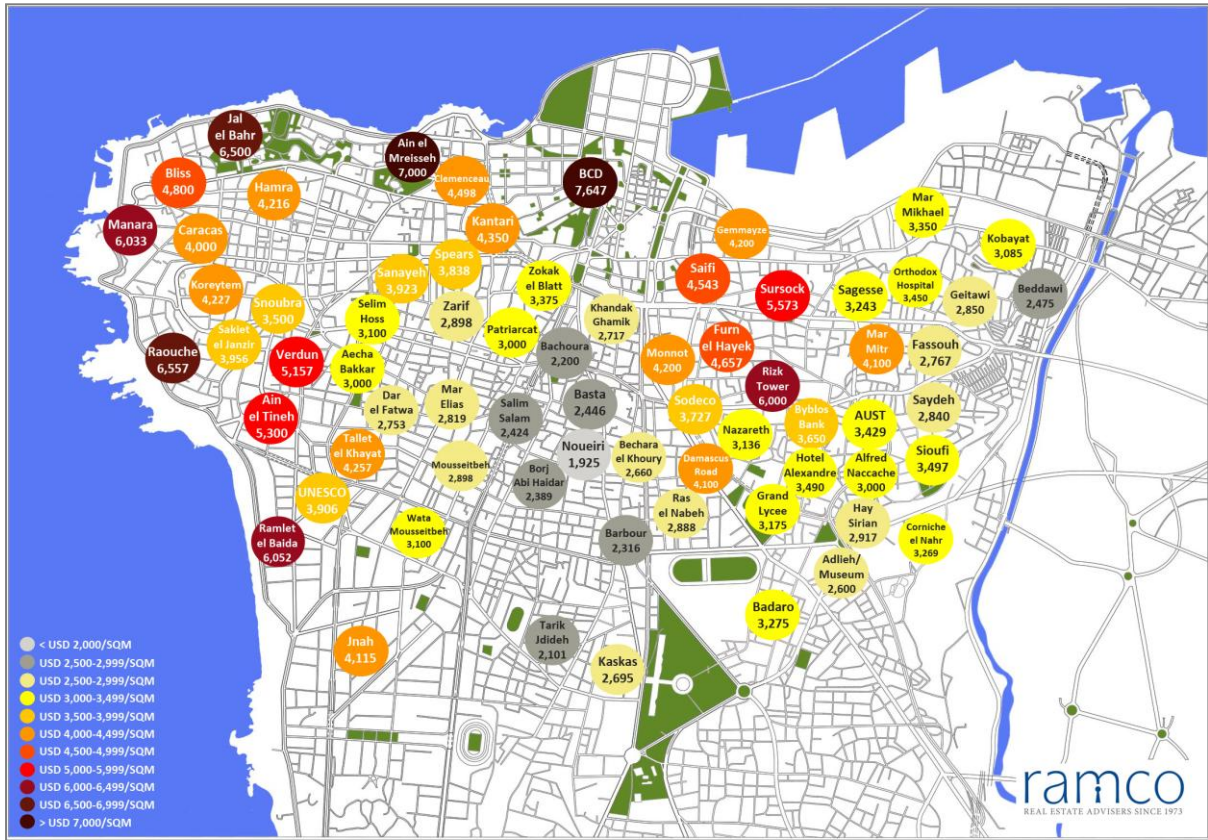 Jal
el Bahr
6,500
Ain el
Mreisseh
7,000
BCD
7,647
Bliss
4,800
Hamra
4,216
Clemenceau
4,498
Manara
6,033
Caracas
4,000
Kantari
4,350
Gemmayze
4,200
Mar
Mikhael
3,350
Kobayat
3,085
Koreytem
4,227
Snoubra
3,500
Sanayeh
3,923
Spears
3,838
Zokak
el Blatt
3,375
Saifi
4,543
Sursock
5,573
Sagesse
3,243
Orthodox
Hospital
3,450
Geitawi
2,850
Beddawi
2,475
Selim
Hoss
3,100
Zarif
2,898
Patriarcat
3,000
Khandak
Ghamik
2,717
Raouche
6,557
Sakiet
el Janzir
3,956
Verdun
5,157
Aecha
Bakkar
3,000
Bachoura
2,200
Monnot
4,200
Furn
el Hayek
4,657
Mar
Mitr
4,100
Fassouh
2,767
Rizk
Tower
6,000
Ain
el Tineh
5,300
Dar
el Fatwa
2,753
Mar
Elias
2,819
Salim
Salam
2,424
Basta
2,446
Sodeco
3,727
Nazareth
3,136
Byblos
Bank
3,650
AUST
3,429
Saydeh
2,840
Tallet
el Khayat
4,257
Mousseitbeh
2,898
Noueiri
1,925
Bechara
el Khoury
2,660
Damascus
Road
4,100
Hotel
Alexandre
3,490
Alfred
Naccache
3,000
Sioufi
3,497
UNESCO
3,906
Borj
Abi Haidar
2,389
Ras
el Nabeh
2,888
Grand
Lycee
3,175
Hay
Sirian
2,917
Corniche
el Nahr
3,269
Ramlet
el Baida
6,052
Wata
Mousseitbeh
3,100
Barbour
2,316
Adlieh/
Museum
2,600
Badaro
3,275
Jnah
4,115
Tarik
Jdideh
2,101
Kaskas
2,695
< USD 2,000/SQM
USD 2,500-2,999/SQM
USD 2,500-2,999/SQM
USD 3,000-3,499/SQM
USD 3,500-3,999/SQM
USD 4,000-4,499/SQM
USD 4,500-4,999/SQM
USD 5,000-5,999/SQM
USD 6,000-6,499/SQM
USD 6,500-6,999/SQM
> USD 7,000/SQM
ramco
REAL ESTATE ADVISERS SINCE 1973